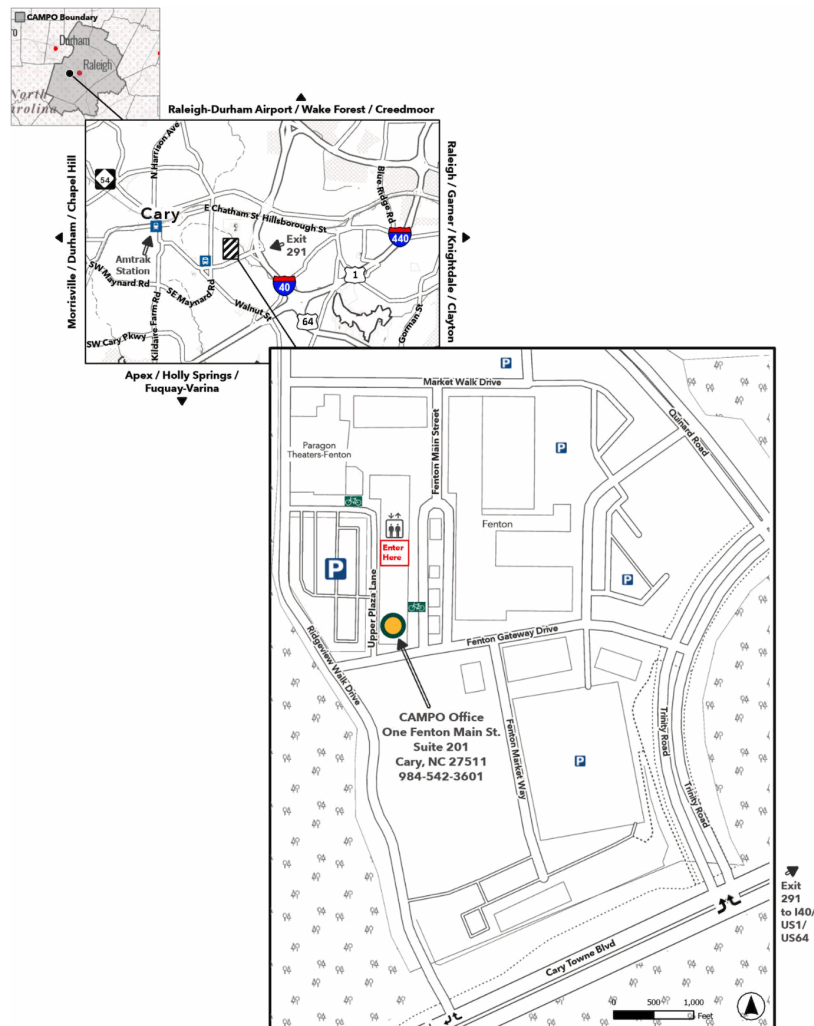 CAMPO Boundary
Durham
Raleigh
North
Carolina
Raleigh-Durham Airport / Wake Forest / Creedmoor
Morrisville / Durham / Chapel Hill
Raleigh / Garner / Knightdale / Clayton
N Harrison Ave
54
Blue Ridge Rd
Cary
E Chatham St
Hillsborough St
Exit
291
440
Amtrak
Station
1
SW Maynard Rd
SE Maynard Rd
40
Walnut St
64
Gorman St
Kildaire Farm Rd
SW Cary Pkwy
Apex / Holly Springs /
Fuquay-Varina
P
Market Walk Drive
Fenton Main Street
Quinard Road
Paragon
Theaters-Fenton
P
Fenton
Enter
Here
P
P
Upper Plaza Lane
Ridgeview Walk Drive
Fenton Gateway Drive
CAMPO Office
One Fenton Main St.
Suite 201
Cary, NC 27511
984-542-3601
Fenton Market Way
Trinity Road
P
Trinity Road
Exit
291
to I40/
US1/
US64
Cary Towne Blvd
0 500 1,000
Feet